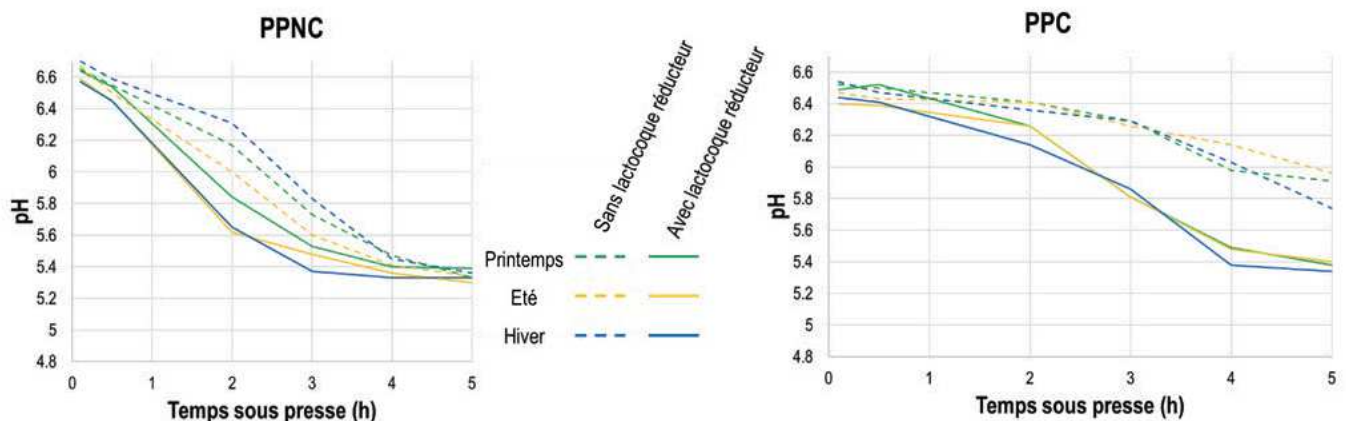 PPNC
pH
6.6
6.4
6.2
6
5.8
5.6
5.4
5.2
5
4.8
0 1 2 3 4 5
Temps sous presse (h)
Sans lactocoque réducteur
Avec lactocoque réducteur
Printemps
Eté
Hiver
PPC
pH
6.6
6.4
6.2
6
5.8
5.6
5.4
5.2
5
4.8
0 1 2 3 4 5
Temps sous presse (h)